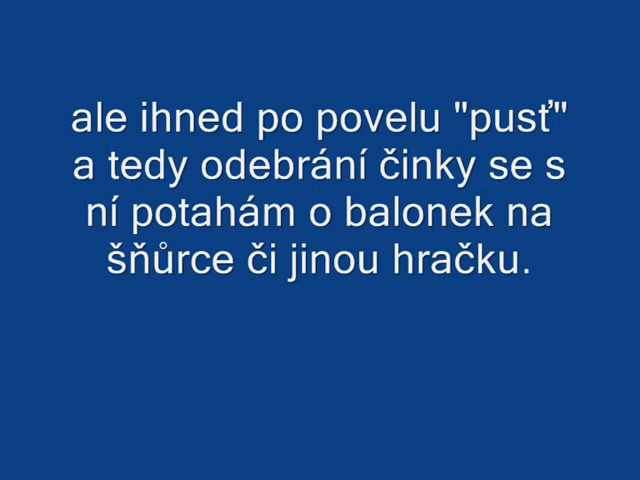 ale ihned po povelu "pusť"
a tedy odebrání činky se s
ní potahám o balonek na
šňůrce či jinou hračku.